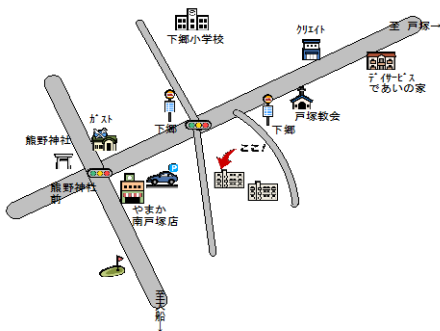 下郷小学校
クリエイト
至 戸塚→
デイサービス
であいの家
戸塚教会
下郷
下郷
ガスト
熊野神社
ここ!
熊野神社
前
P
やまか
南戸塚店
至大船→